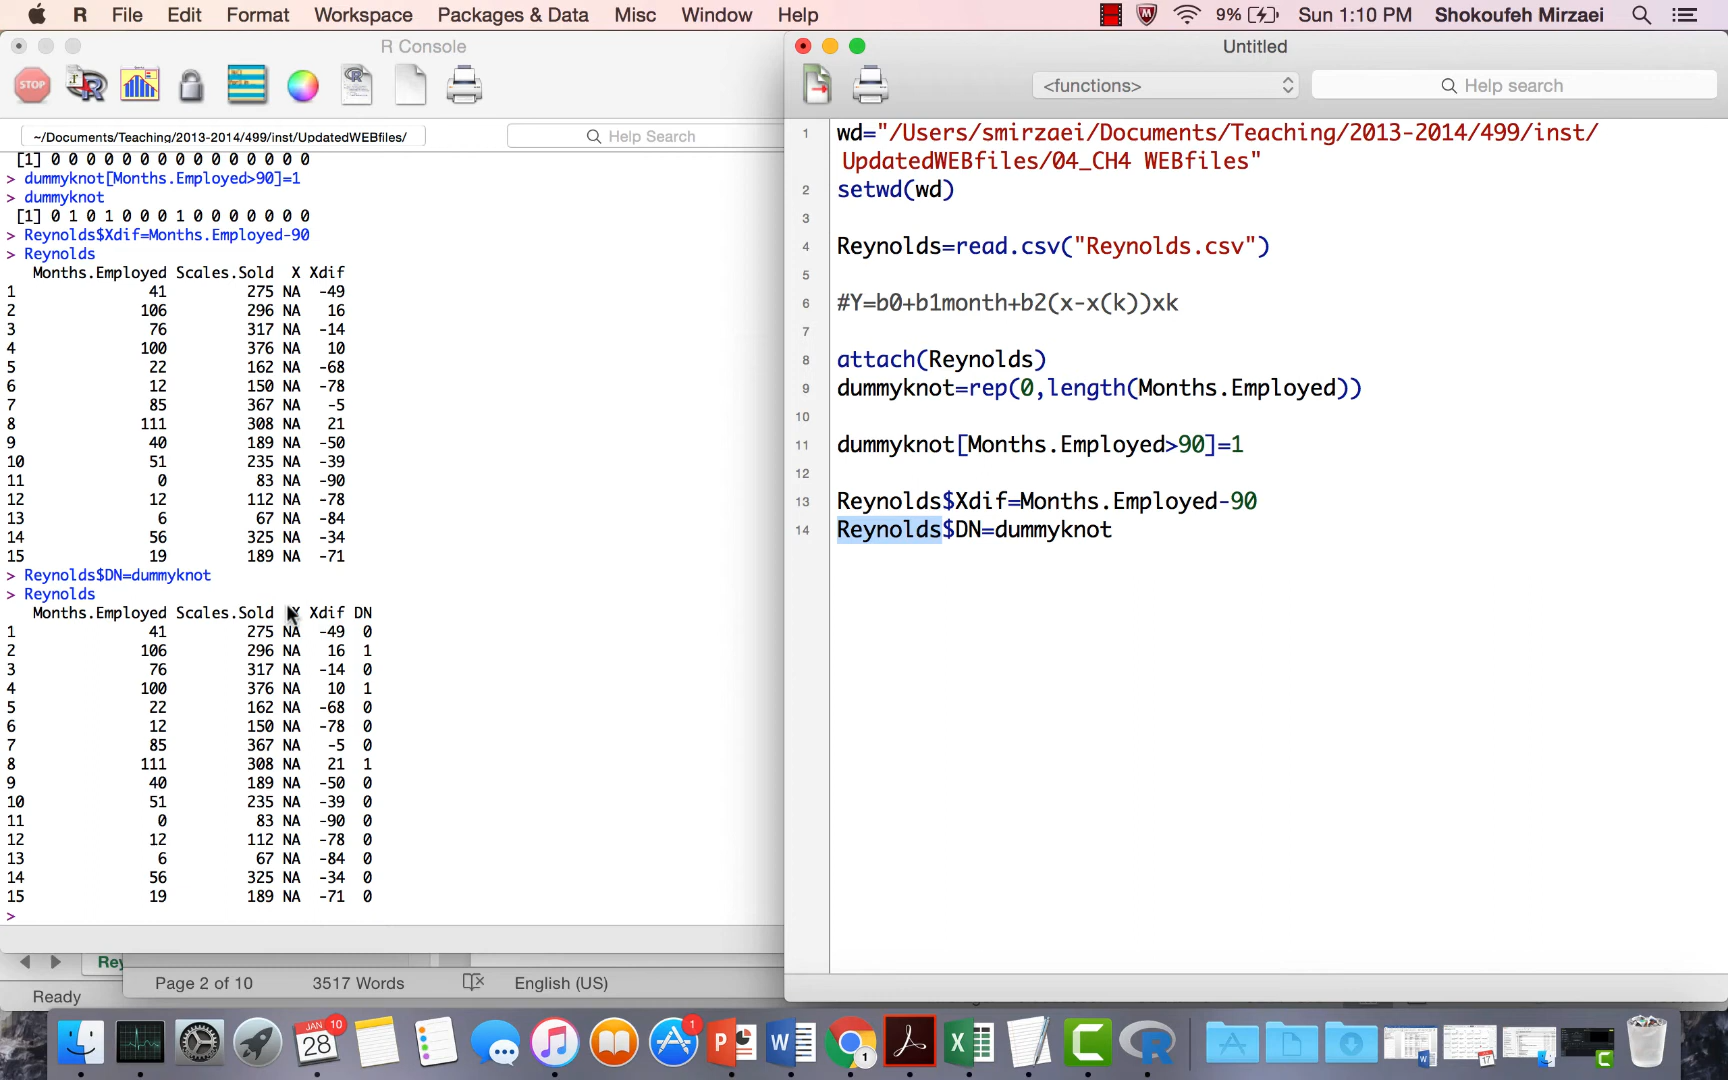 R File Edit Format Workspace Packages & Data Misc Window Help 9% Sun 1:10 PM Shokoufeh Mirzaei
R Console
STOP
~/Documents/Teaching/2013-2014/499/inst/UpdatedWEBfiles/ Help Search
[1] 0 0 0 0 0 0 0 0 0 0 0 0 0 0 0
> dummyknot[Months.Employed>90]=1
> dummyknot
[1] 0 1 0 1 0 0 0 1 0 0 0 0 0 0 0
> Reynolds$Xdif=Months.Employed-90
> Reynolds
Months.Employed Scales.Sold X Xdif
1 41 275 NA -49
2 106 296 NA 16
3 76 317 NA -14
4 100 376 NA 10
5 22 162 NA -68
6 12 150 NA -78
7 85 367 NA -5
8 111 308 NA 21
9 40 189 NA -50
10 51 235 NA -39
11 0 83 NA -90
12 12 112 NA -78
13 6 67 NA -84
14 56 325 NA -34
15 19 189 NA -71
> Reynolds$DN=dummyknot
> Reynolds
Months.Employed Scales.Sold X Xdif DN
1 41 275 NA -49 0
2 106 296 NA 16 1
3 76 317 NA -14 0
4 100 376 NA 10 1
5 22 162 NA -68 0
6 12 150 NA -78 0
7 85 367 NA -5 0
8 111 308 NA 21 1
9 40 189 NA -50 0
10 51 235 NA -39 0
11 0 83 NA -90 0
12 12 112 NA -78 0
13 6 67 NA -84 0
14 56 325 NA -34 0
15 19 189 NA -71 0
>
Untitled
<functions> Help search
1 wd="/Users/smirzaei/Documents/Teaching/2013-2014/499/inst/
UpdatedWEBfiles/04_CH4 WEBfiles"
2 setwd(wd)
3
4 Reynolds=read.csv("Reynolds.csv")
5
6 #Y=b0+b1month+b2(x-x(k))xk
7
8 attach(Reynolds)
9 dummyknot=rep(0,length(Months.Employed))
10
11 dummyknot[Months.Employed>90]=1
12
13 Reynolds$Xdif=Months.Employed-90
14 Reynolds$DN=dummyknot
Rey
Page 2 of 10 3517 Words English (US)
Ready
JAN 10
28
1
1